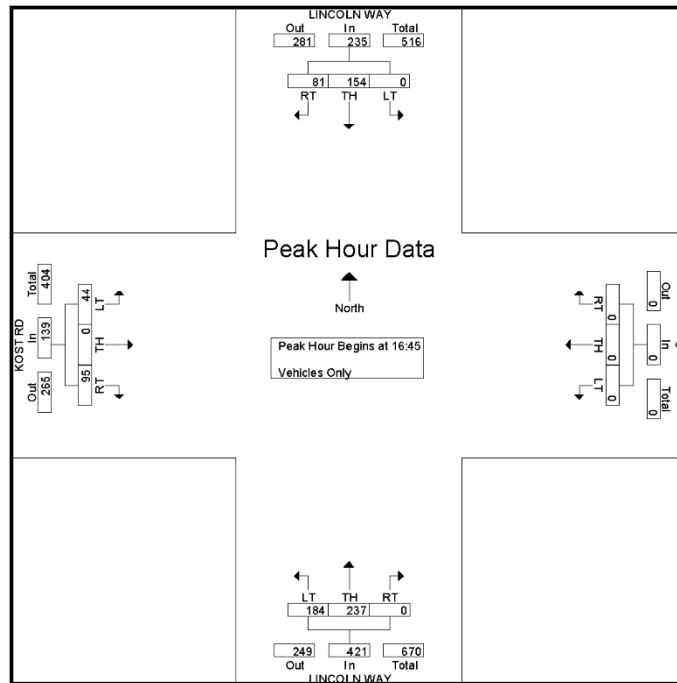 LINCOLN WAY
Out In Total
281 235 516
81 154 0
RT TH LT
Peak Hour Data
North
Peak Hour Begins at 16:45
Vehicles Only
KOST RD
Out In Total
265 139 404
95 0 44
RT TH LT
Out In Total
0 0 0
RT TH LT
0 0 0
LT TH RT
184 237 0
249 421 670
Out In Total
LINCOLN WAY